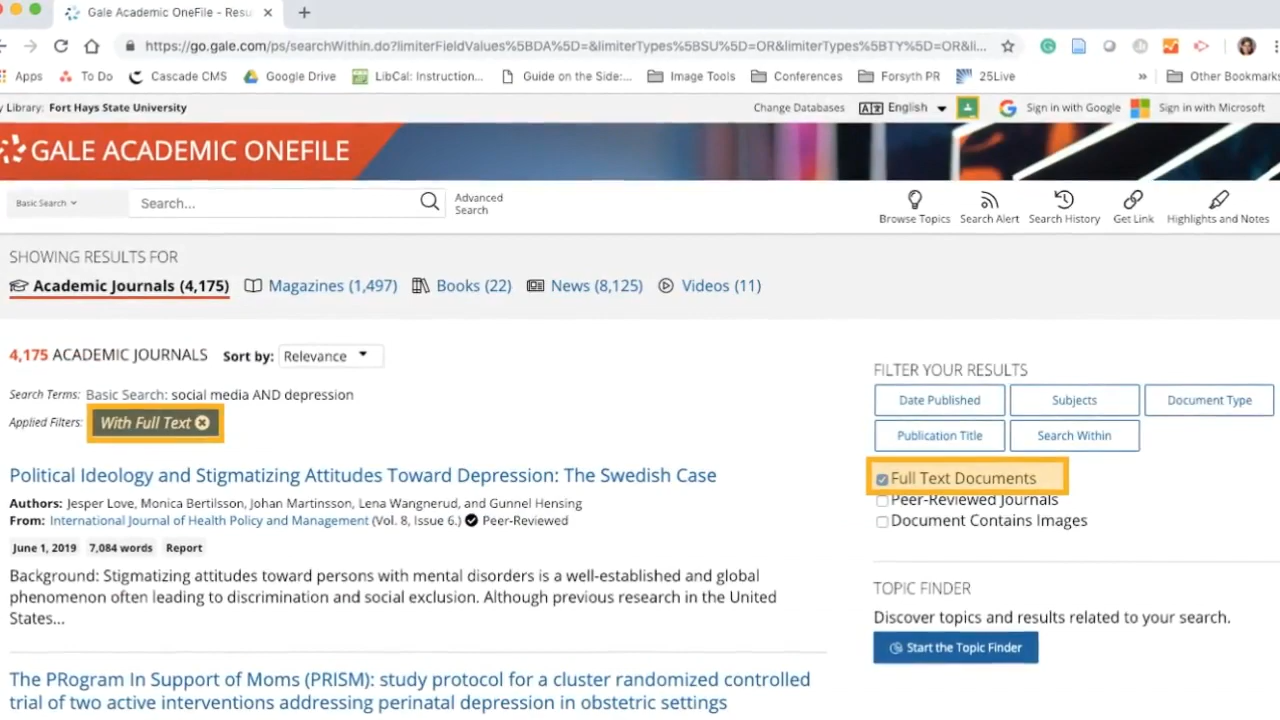 Gale Academic OneFile - Resu
https://go.gale.com/ps/searchWithin.do?limiterFieldValues%5BDA%5D=&limiterTypes%5BSU%5D=OR&limiterTypes%5BTY%5D=OR&li...
Apps To Do Cascade CMS Google Drive LibCal: Instruction... Guide on the Side:... Image Tools Conferences Forsyth PR 25Live » Other Bookmarks
y Library: Fort Hays State University Change Databases English Sign in with Google Sign in with Microsoft
GALE ACADEMIC ONEFILE
Basic Search Search... Advanced Search
Browse Topics Search Alert Search History Get Link Highlights and Notes
SHOWING RESULTS FOR
Academic Journals (4,175) Magazines (1,497) Books (22) News (8,125) Videos (11)
4,175 ACADEMIC JOURNALS Sort by: Relevance
Search Terms: Basic Search: social media AND depression
Applied Filters: With Full Text
Political Ideology and Stigmatizing Attitudes Toward Depression: The Swedish Case
Authors: Jesper Love, Monica Bertilsson, Johan Martinsson, Lena Wangnerud, and Gunnel Hensing
From: International Journal of Health Policy and Management (Vol. 8, Issue 6.) Peer-Reviewed
June 1, 2019 7,084 words Report
Background: Stigmatizing attitudes toward persons with mental disorders is a well-established and global
phenomenon often leading to discrimination and social exclusion. Although previous research in the United
States...
The PRogram In Support of Moms (PRISM): study protocol for a cluster randomized controlled
trial of two active interventions addressing perinatal depression in obstetric settings
FILTER YOUR RESULTS
Date Published Subjects Document Type
Publication Title Search Within
Full Text Documents
Peer-Reviewed Journals
Document Contains Images
TOPIC FINDER
Discover topics and results related to your search.
Start the Topic Finder